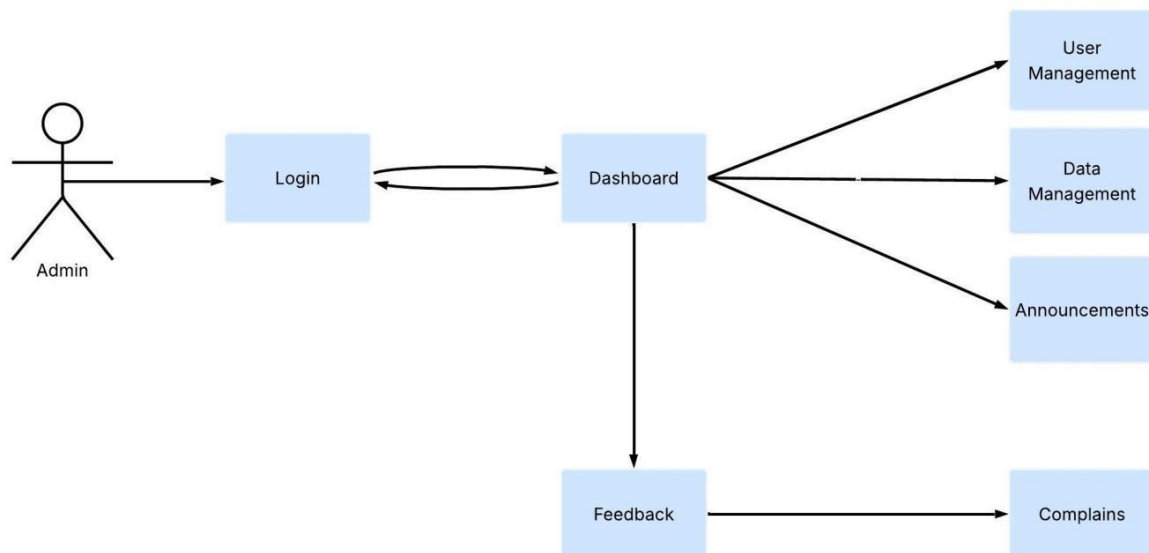 User
Management
Login
Dashboard
Data
Management
Admin
Announcements
Feedback
Complains